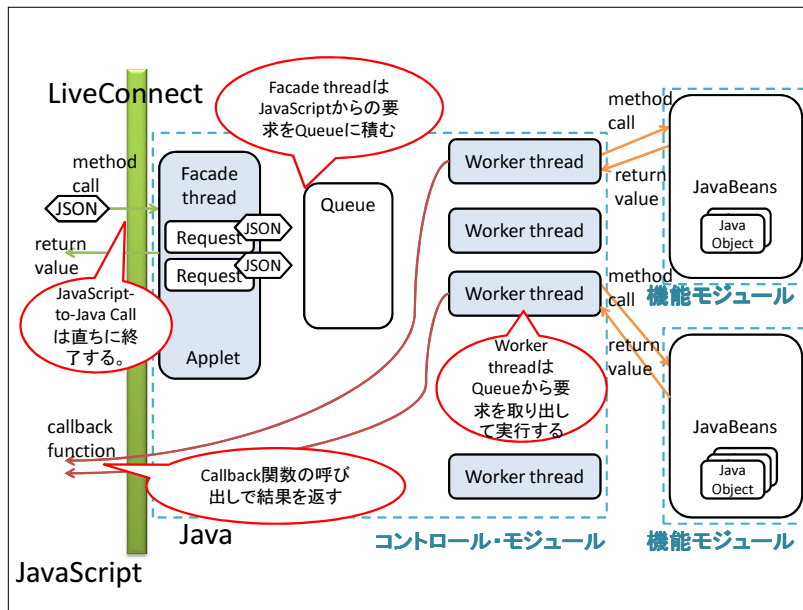 LiveConnect
Facade threadは
JavaScriptからの要
求をQueueに積む
method
call
JSON
return
value
JavaScript-
to-Java Call
は直ちに終
了する。
Facade
thread
Request
JSON
Request
JSON
Applet
Queue
Worker thread
Worker thread
Worker thread
Worker
threadは
Queueから要
求を取り出し
て実行する
Worker thread
method
call
return
value
JavaBeans
Java
Object
機能モジュール
method
call
return
value
JavaBeans
Java
Object
機能モジュール
callback
function
Callback関数の呼び
出しで結果を返す
Java
コントロール・モジュール
JavaScript